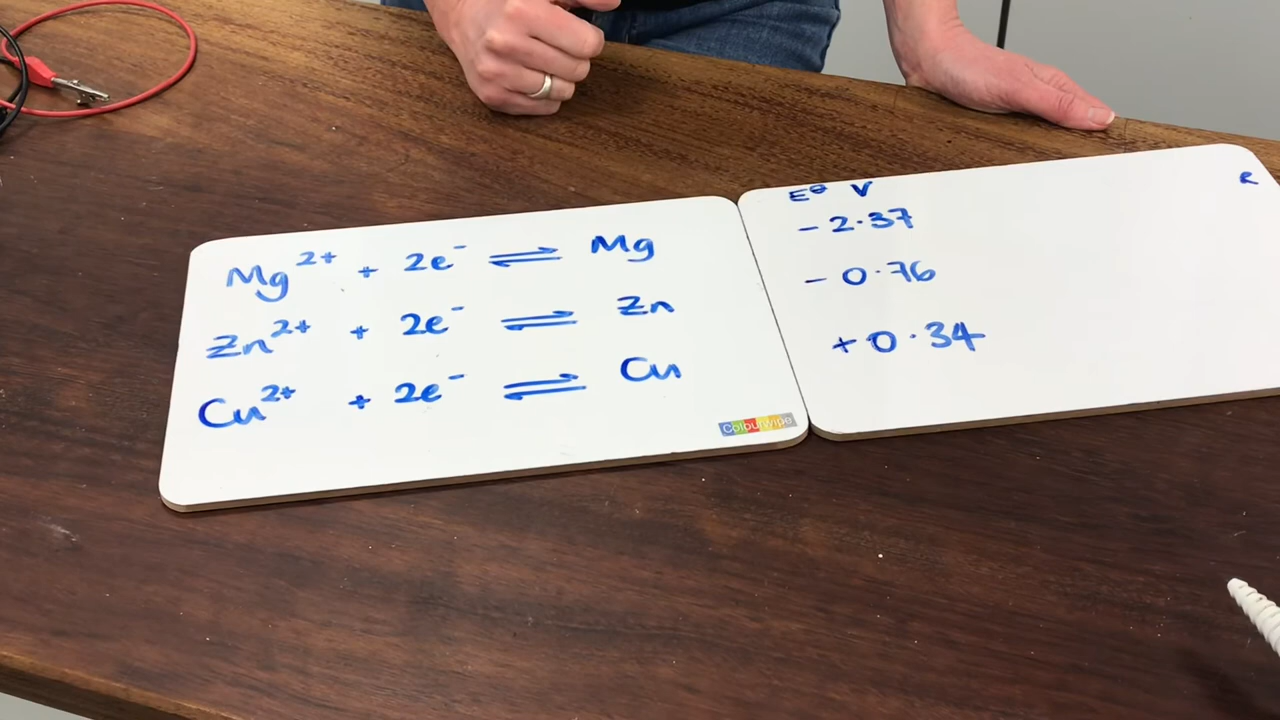 Mg²⁺ + 2e⁻ ⇌ Mg
Zn²⁺ + 2e⁻ ⇌ Zn
Cu²⁺ + 2e⁻ ⇌ Cu
Colourwipe
E⦵ V
- 2.37
- 0.76
+ 0.34
R